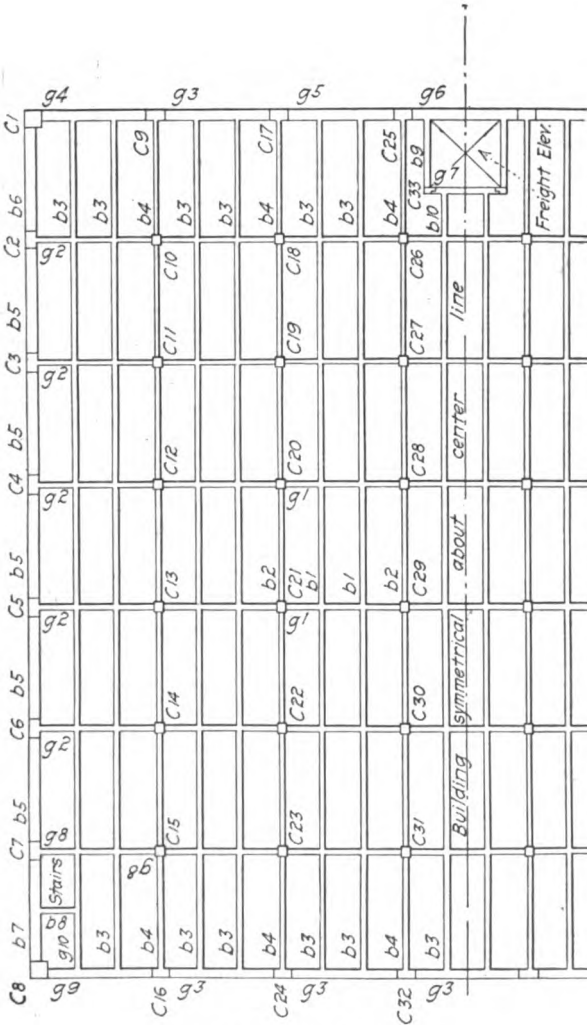 C8 b7 C7 b5 C6 b5 C5 b5 C4 b5 C3 b5 C2 b6 C1
g9 g10 b8 Stairs g8 g2 g2 g2 g2 g2 b3 g4
b3 b3
b4 g8 b4 C9
C16 g3 b3 C15 C14 C13 C12 C11 C10 b3 g3
b3 b3
b4 b2 b4 C17
C24 g3 b3 C23 C22 g1 C21 b1 g1 C20 C19 C18 b3 g5
b3 b1 b3
b4 b2 b4 C25
C32 g3 b3 C31 C30 C29 C28 C27 C26 C33 b9 g6
b10 g7
Building symmetrical about center line A
Freight Elev.